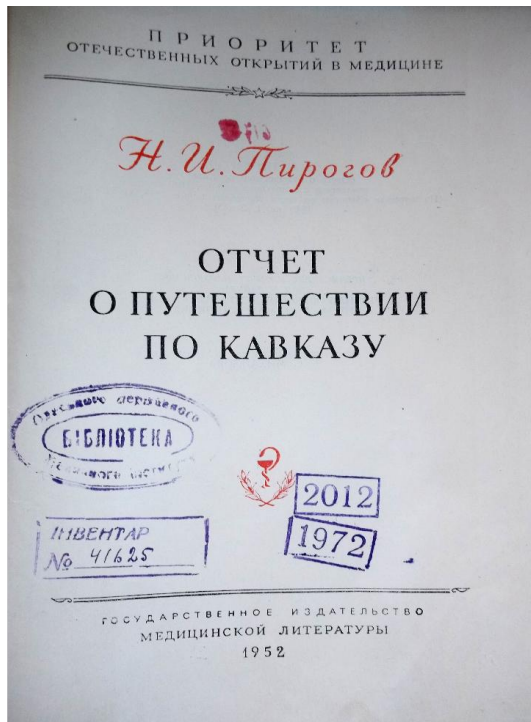 ПРИОРИТЕТ
ОТЕЧЕСТВЕННЫХ ОТКРЫТИЙ В МЕДИЦИНЕ
Н. И. Пирогов
ОТЧЕТ
О ПУТЕШЕСТВИИ
ПО КАВКАЗУ
державного
БІБЛІОТЕКА
2012
1972
ІНВЕНТАР
№ 41625
ГОСУДАРСТВЕННОЕ ИЗДАТЕЛЬСТВО
МЕДИЦИНСКОЙ ЛИТЕРАТУРЫ
1952